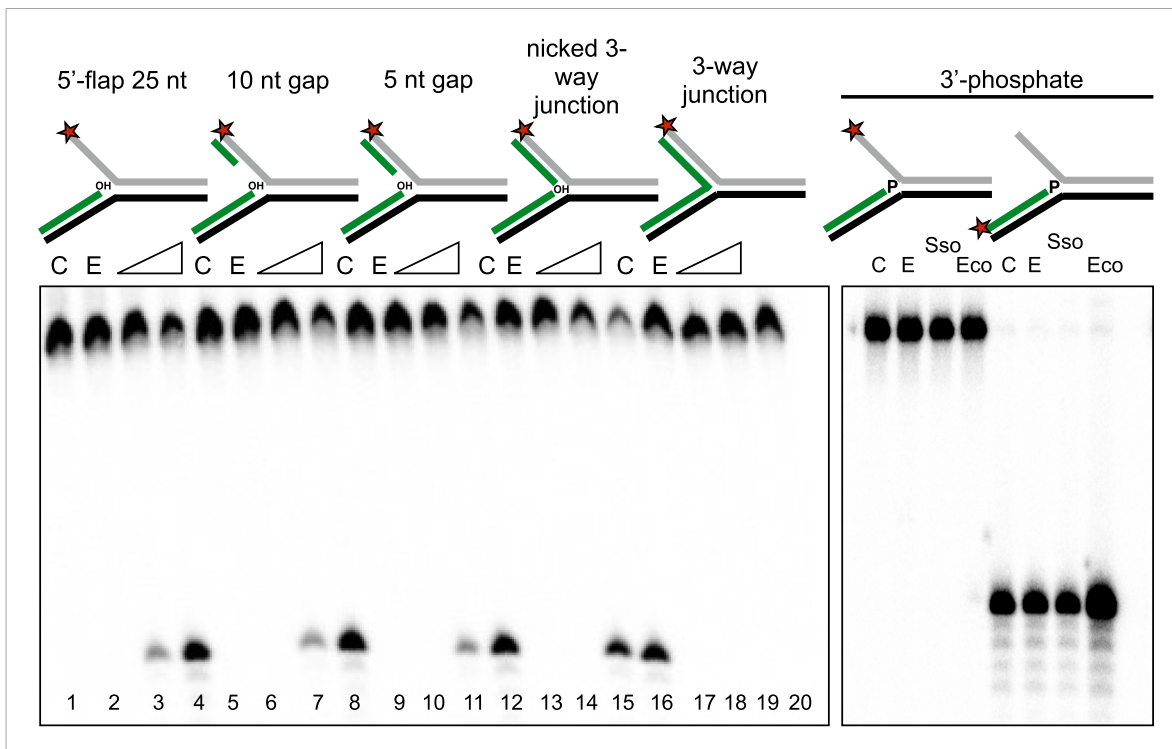 5'-flap 25 nt
10 nt gap
5 nt gap
nicked 3-
way
junction
3-way
junction
3'-phosphate
OH
OH
OH
OH
P
P
C E
C E
C E
C E
C E
Sso
C E Eco
Sso
C E Eco
1 2 3 4 5 6 7 8 9 10 11 12 13 14 15 16 17 18 19 20